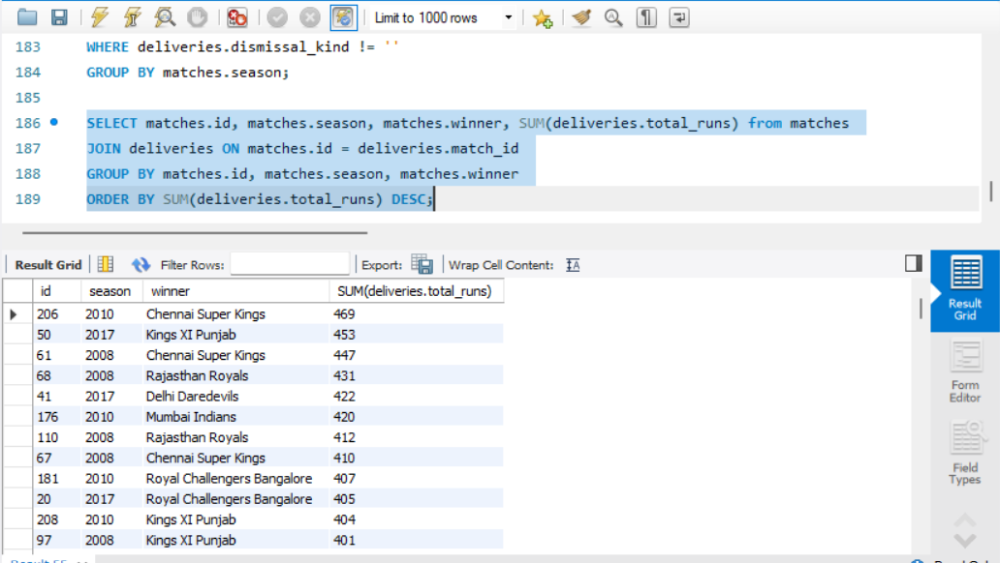 Limit to 1000 rows
183 WHERE deliveries.dismissal_kind != ''
184 GROUP BY matches.season;
185
186 SELECT matches.id, matches.season, matches.winner, SUM(deliveries.total_runs) from matches
187 JOIN deliveries ON matches.id = deliveries.match_id
188 GROUP BY matches.id, matches.season, matches.winner
189 ORDER BY SUM(deliveries.total_runs) DESC;
Result Grid Filter Rows: Export: Wrap Cell Content: IA
id season winner SUM(deliveries.total_runs)
206 2010 Chennai Super Kings 469
50 2017 Kings XI Punjab 453
61 2008 Chennai Super Kings 447
68 2008 Rajasthan Royals 431
41 2017 Delhi Daredevils 422
176 2010 Mumbai Indians 420
110 2008 Rajasthan Royals 412
67 2008 Chennai Super Kings 410
181 2010 Royal Challengers Bangalore 407
20 2017 Royal Challengers Bangalore 405
208 2010 Kings XI Punjab 404
97 2008 Kings XI Punjab 401
Result
Grid
Form
Editor
Field
Types